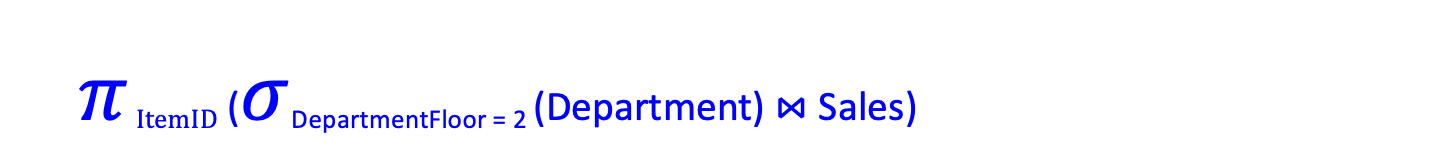 π ItemID (σ DepartmentFloor = 2 (Department) ⋈ Sales)